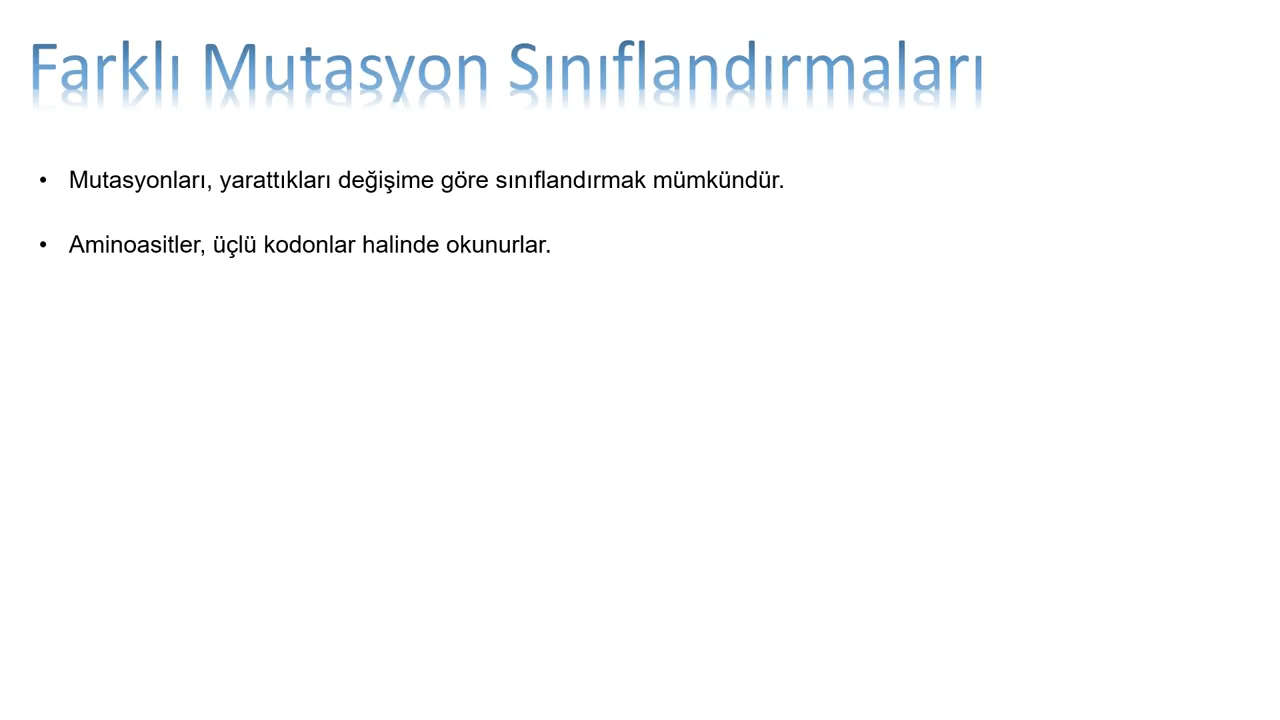 Farklı Mutasyon Sınıflandırmaları
• Mutasyonları, yarattıkları değişime göre sınıflandırmak mümkündür.
• Aminoasitler, üçlü kodonlar halinde okunurlar.